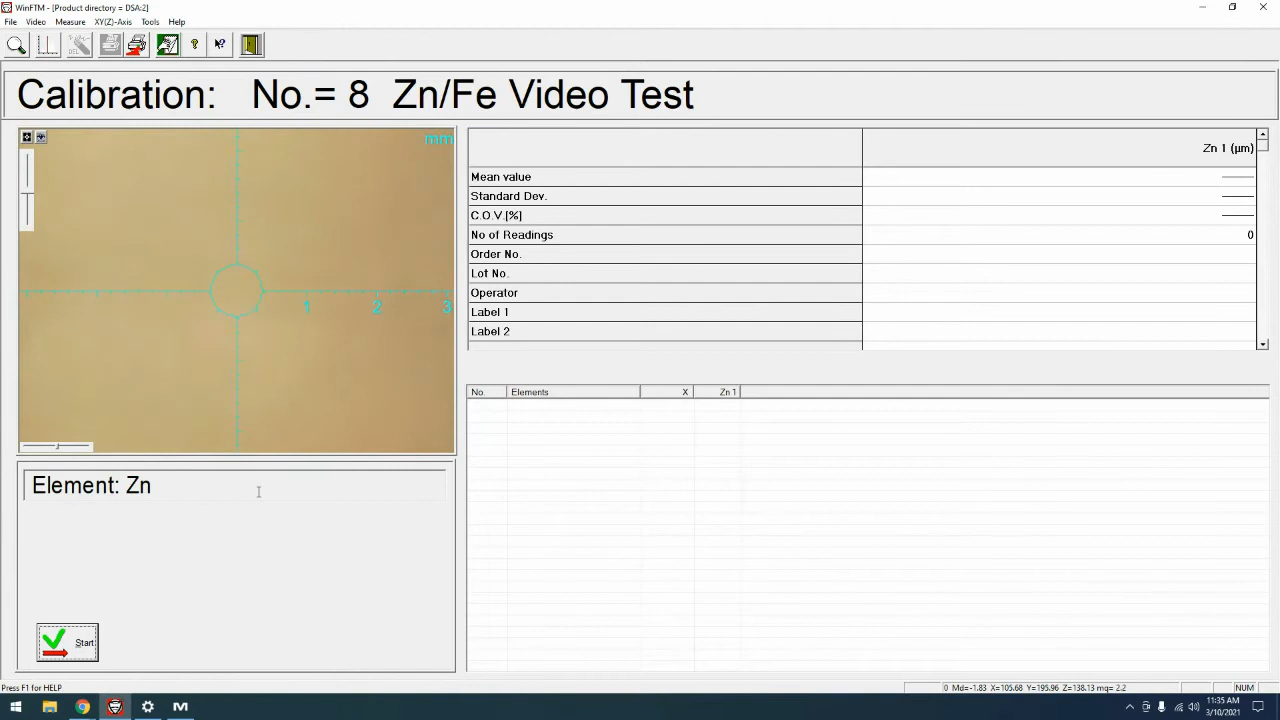 WinFTM - [Product directory = DSA:2]
File Video Measure XY(Z)-Axis Tools Help
DEL
Calibration: No.= 8 Zn/Fe Video Test
mm
1 2 3
Zn 1 (µm)
Mean value
Standard Dev.
C.O.V.[%]
No of Readings 0
Order No.
Lot No.
Operator
Label 1
Label 2
No. Elements X Zn 1
Element: Zn
Start
Press F1 for HELP
0 Md=-1.83 X=105.68 Y=195.96 Z=138.13 mq= 2.2 NUM
11:35 AM
3/10/2021